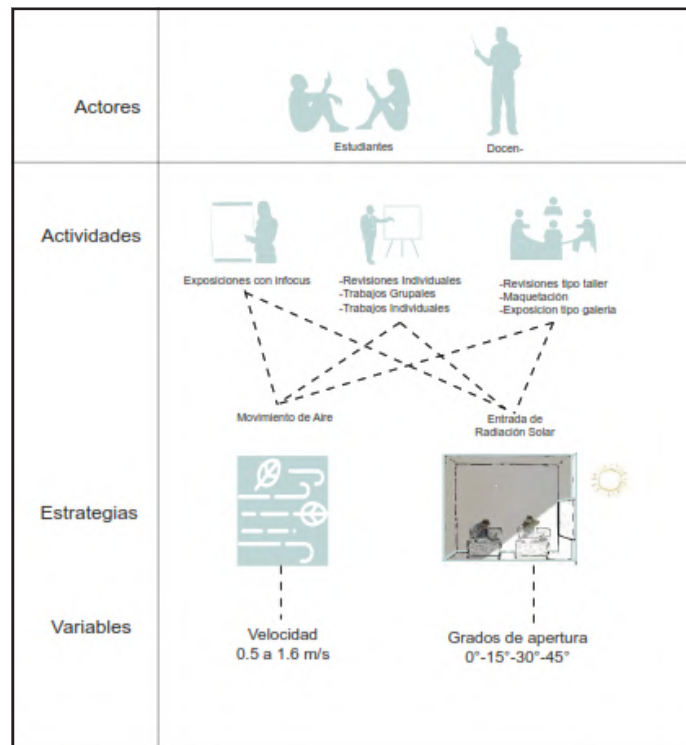 Actores
Estudiantes
Docen-
Actividades
Exposiciones con infocus
-Revisiones Individuales
-Trabajos Grupales
-Trabajos Individuales
-Revisiones tipo taller
-Maquetación
-Exposicion tipo galeria
Movimiento de Aire
Entrada de
Radiación Solar
Estrategias
Variables
Velocidad
0.5 a 1.6 m/s
Grados de apertura
0°-15°-30°-45°